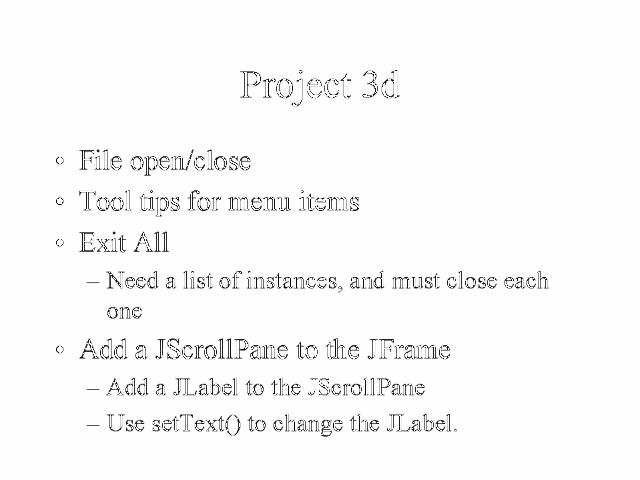 Project 3d
◦ File open/close
◦ Tool tips for menu items
◦ Exit All
– Need a list of instances, and must close each
one
◦ Add a JScrollPane to the JFrame
– Add a JLabel to the JScrollPane
– Use setText() to change the JLabel.